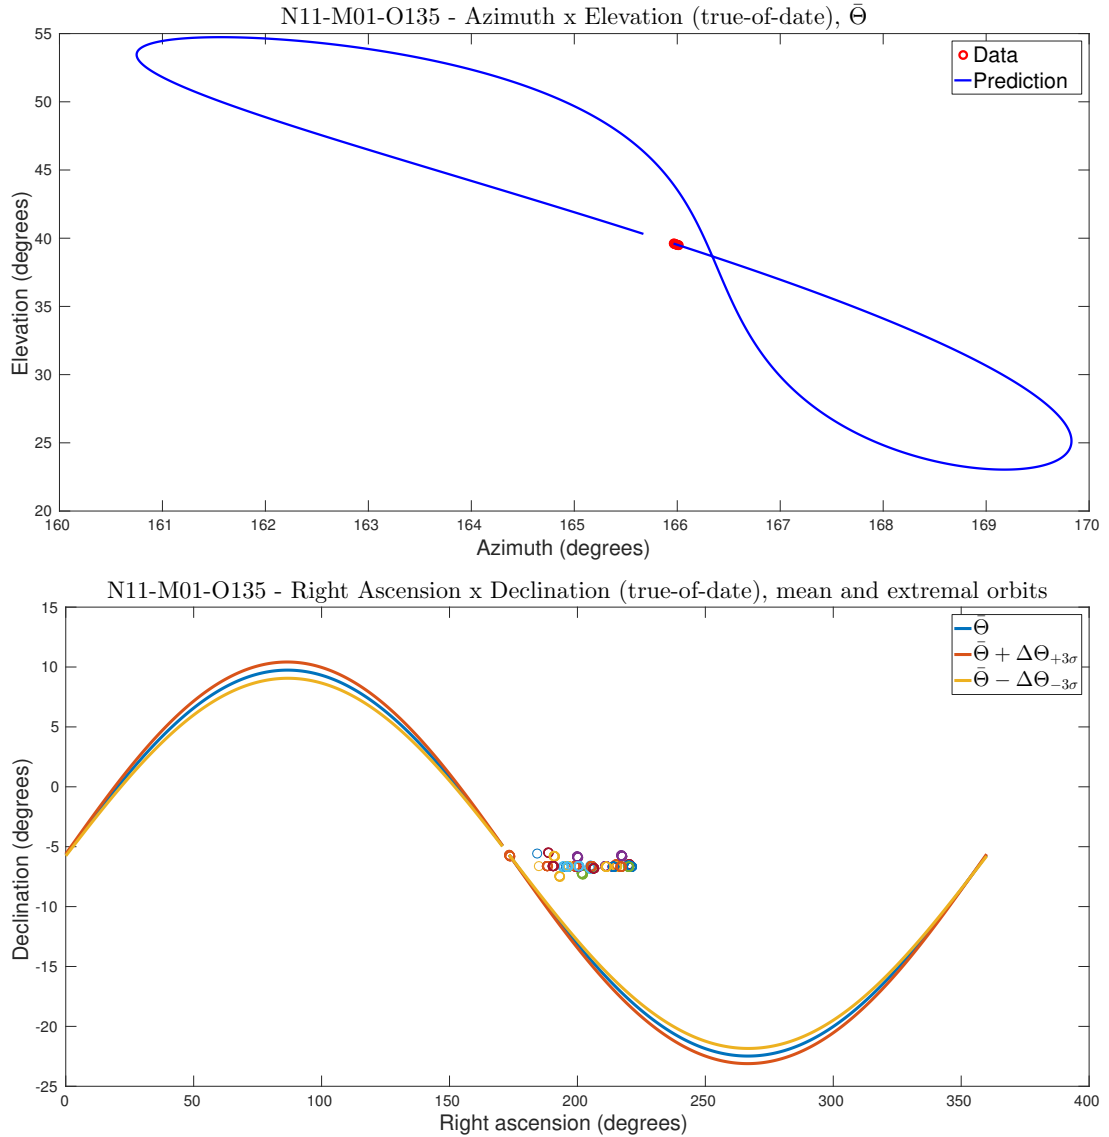 N11-M01-O135 - Azimuth x Elevation (true-of-date), Θ̄
55
50
45
40
35
30
25
20
Elevation (degrees)
Data
Prediction
160 161 162 163 164 165 166 167 168 169 170
Azimuth (degrees)
N11-M01-O135 - Right Ascension x Declination (true-of-date), mean and extremal orbits
15
10
5
0
-5
-10
-15
-20
-25
Declination (degrees)
Θ̄
Θ̄ + ΔΘ₊₃σ
Θ̄ − ΔΘ₋₃σ
0 50 100 150 200 250 300 350 400
Right ascension (degrees)